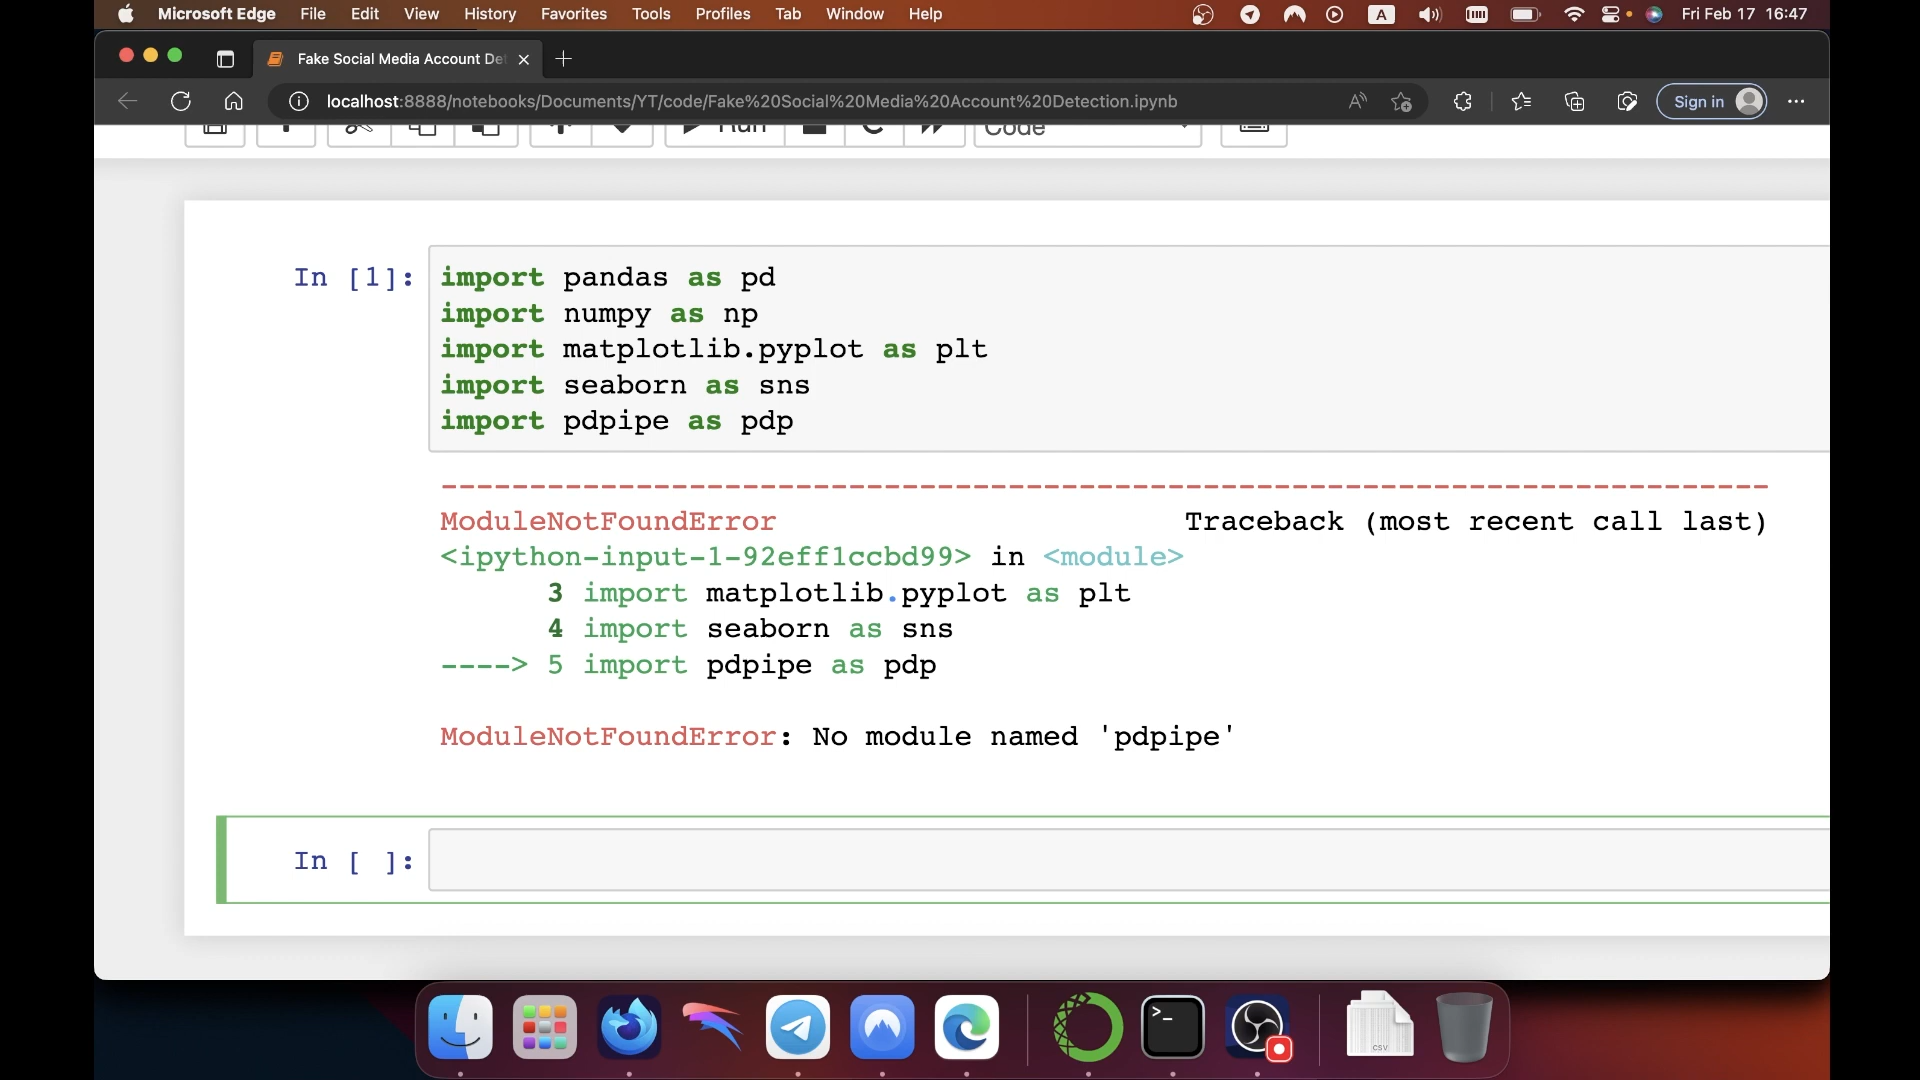 Microsoft Edge File Edit View History Favorites Tools Profiles Tab Window Help A Fri Feb 17 16:47
Fake Social Media Account Det
localhost:8888/notebooks/Documents/YT/code/Fake%20Social%20Media%20Account%20Detection.ipynb Sign in
Run Code
In [1]: import pandas as pd
import numpy as np
import matplotlib.pyplot as plt
import seaborn as sns
import pdpipe as pdp
---------------------------------------------------------------------------
ModuleNotFoundError Traceback (most recent call last)
<ipython-input-1-92eff1ccbd99> in <module>
3 import matplotlib.pyplot as plt
4 import seaborn as sns
----> 5 import pdpipe as pdp
ModuleNotFoundError: No module named 'pdpipe'
In [ ]:
>_
CSV